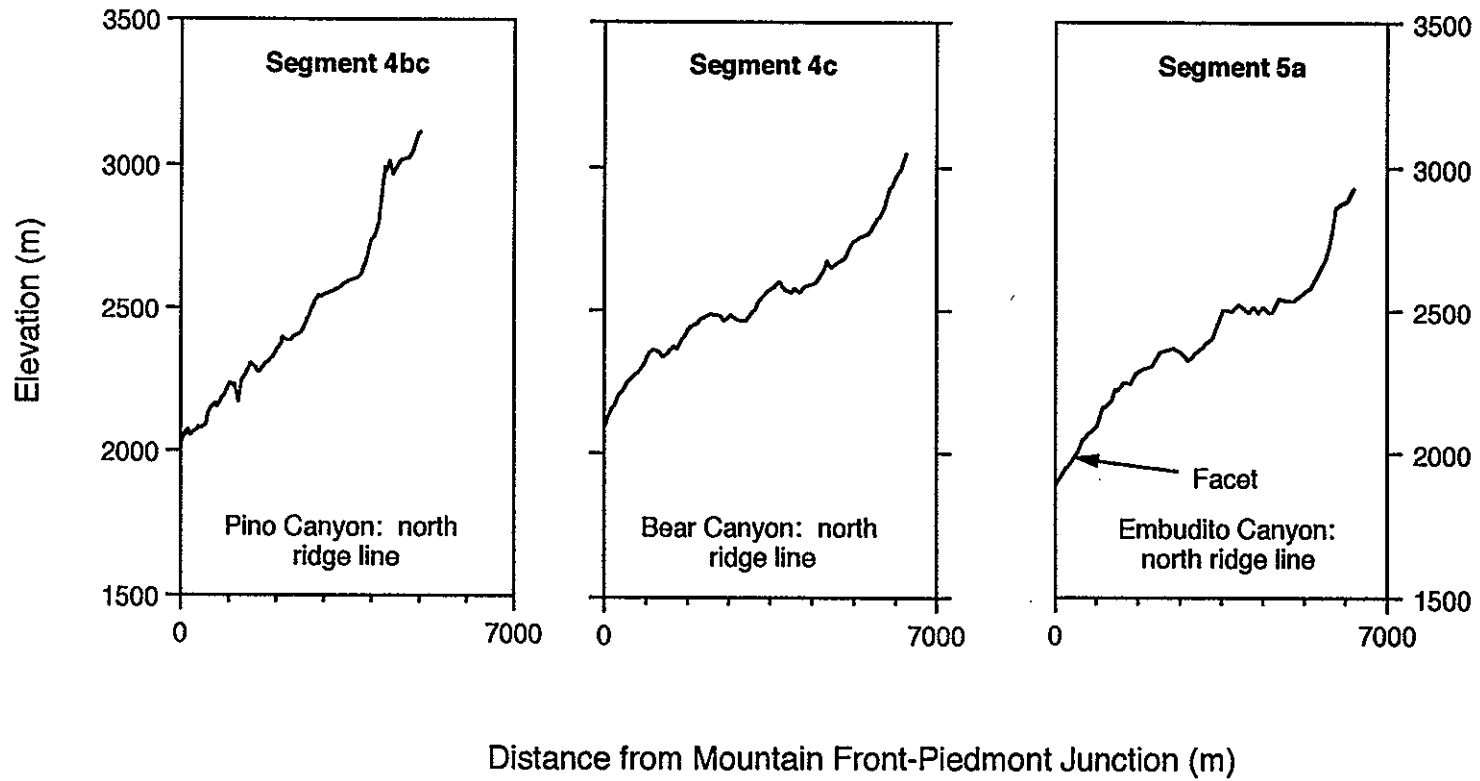 3500
3000
2500
2000
1500
Elevation (m)
Segment 4bc
Pino Canyon: north
ridge line
0
7000
Segment 4c
Bear Canyon: north
ridge line
0
7000
Segment 5a
Facet
Embudito Canyon:
north ridge line
0
7000
3500
3000
2500
2000
1500
Distance from Mountain Front-Piedmont Junction (m)